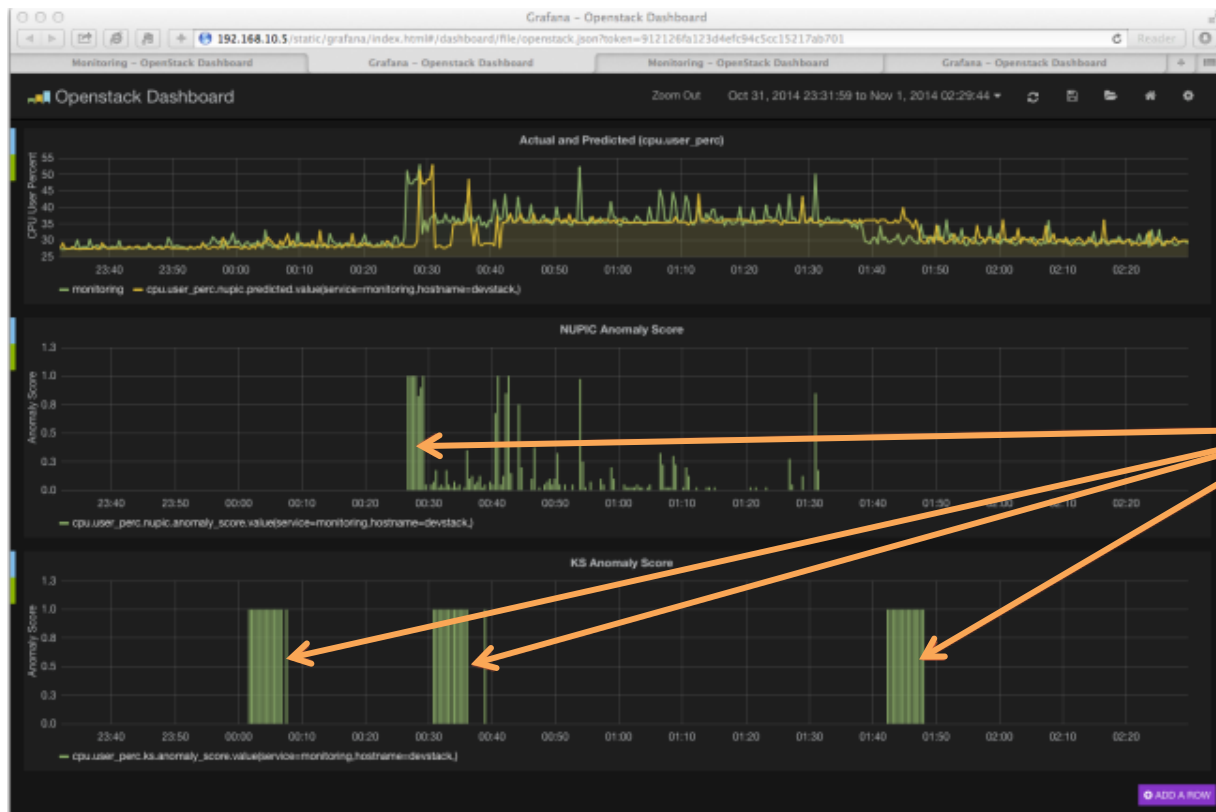 Grafana – Openstack Dashboard
192.168.10.5/static/grafana/index.html#/dashboard/file/openstack.json?token=912126fa123d4efc94c5cc15217ab701
Reader
Monitoring – OpenStack Dashboard
Grafana – Openstack Dashboard
Monitoring – OpenStack Dashboard
Grafana – Openstack Dashboard
Openstack Dashboard
Zoom Out
Oct 31, 2014 23:31:59 to Nov 1, 2014 02:29:44
Actual and Predicted (cpu.user_perc)
CPU User Percent
55
50
45
40
35
30
25
23:40 23:50 00:00 00:10 00:20 00:30 00:40 00:50 01:00 01:10 01:20 01:30 01:40 01:50 02:00 02:10 02:20
monitoring cpu.user_perc.nupic.predicted.value(service=monitoring,hostname=devstack,)
NUPIC Anomaly Score
Anomaly Score
1.3
1.0
0.8
0.5
0.3
0.0
23:40 23:50 00:00 00:10 00:20 00:30 00:40 00:50 01:00 01:10 01:20 01:30 01:40 01:50 02:00 02:10 02:20
cpu.user_perc.nupic.anomaly_score.value(service=monitoring,hostname=devstack,)
KS Anomaly Score
Anomaly Score
1.3
1.0
0.8
0.5
0.3
0.0
23:40 23:50 00:00 00:10 00:20 00:30 00:40 00:50 01:00 01:10 01:20 01:30 01:40 01:50 02:00 02:10 02:20
cpu.user_perc.ks.anomaly_score.value(service=monitoring,hostname=devstack,)
ADD A ROW